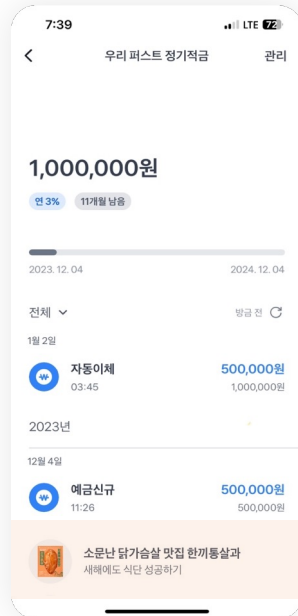 7:39 LTE 72
우리 퍼스트 정기적금 관리
1,000,000원
연 3% 11개월 남음
2023. 12. 04 2024. 12. 04
전체 방금 전
1월 2일
자동이체 500,000원
03:45 1,000,000원
2023년
12월 4일
예금신규 500,000원
11:26 500,000원
소문난 닭가슴살 맛집 한끼통살과
새해에도 식단 성공하기